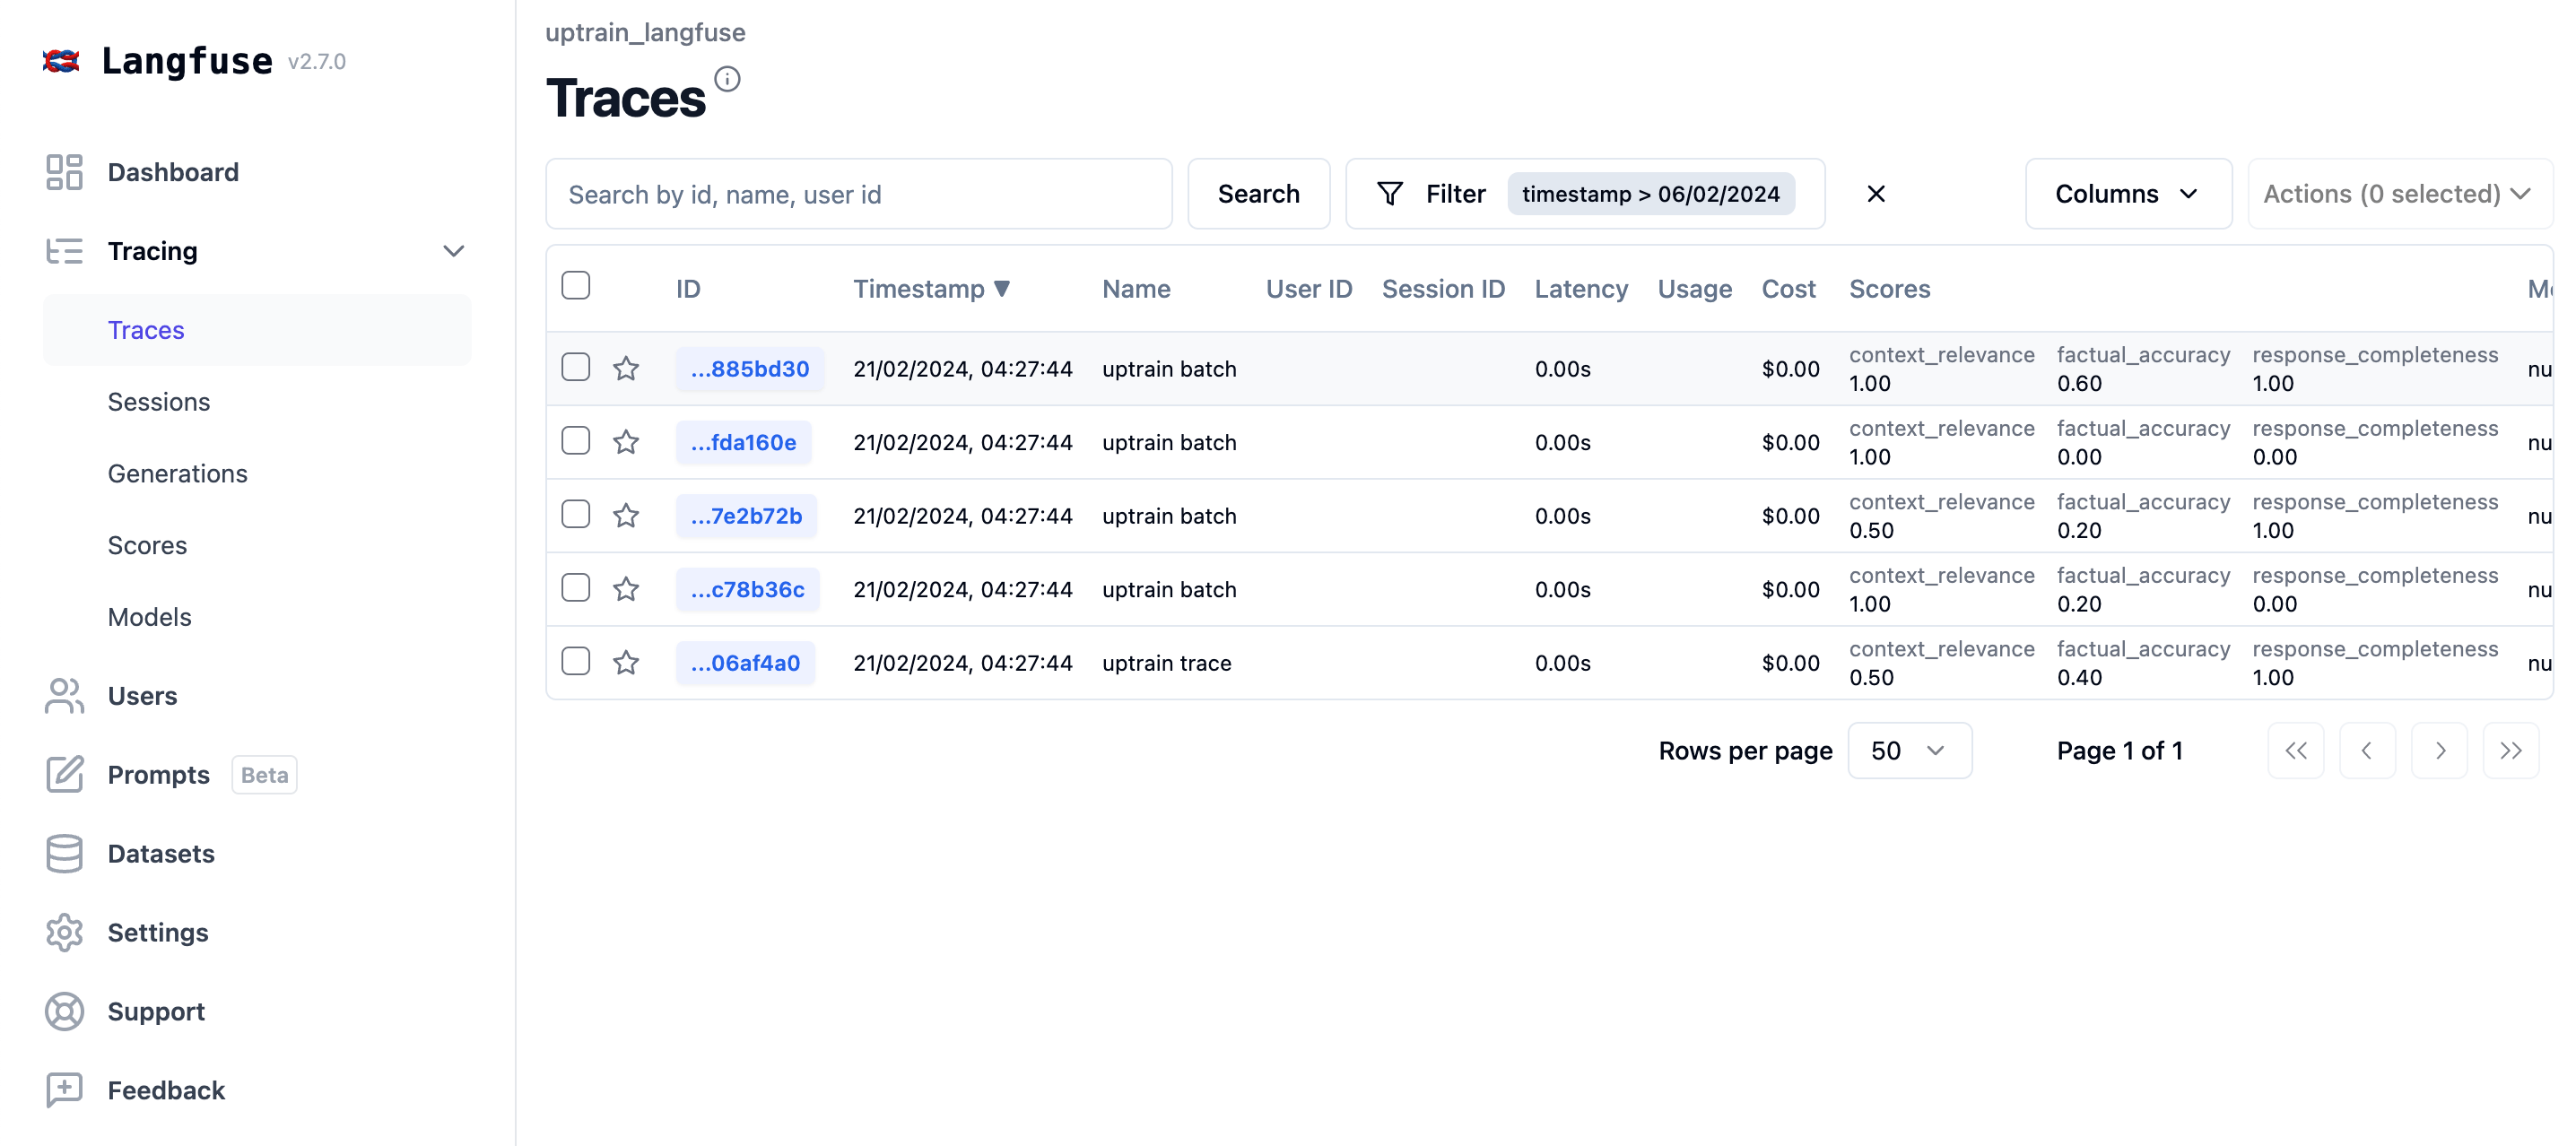 Langfuse v2.7.0
Dashboard
Tracing
Traces
Sessions
Generations
Scores
Models
Users
Prompts Beta
Datasets
Settings
Support
Feedback
uptrain_langfuse
Traces
Search by id, name, user id Search Filter timestamp > 06/02/2024 Columns Actions (0 selected)
ID Timestamp ▼ Name User ID Session ID Latency Usage Cost Scores
...885bd30 21/02/2024, 04:27:44 uptrain batch 0.00s $0.00 context_relevance factual_accuracy response_completeness
1.00 0.60 1.00
...fda160e 21/02/2024, 04:27:44 uptrain batch 0.00s $0.00 context_relevance factual_accuracy response_completeness
1.00 0.00 0.00
...7e2b72b 21/02/2024, 04:27:44 uptrain batch 0.00s $0.00 context_relevance factual_accuracy response_completeness
0.50 0.20 1.00
...c78b36c 21/02/2024, 04:27:44 uptrain batch 0.00s $0.00 context_relevance factual_accuracy response_completeness
1.00 0.20 0.00
...06af4a0 21/02/2024, 04:27:44 uptrain trace 0.00s $0.00 context_relevance factual_accuracy response_completeness
0.50 0.40 1.00
Rows per page 50 Page 1 of 1